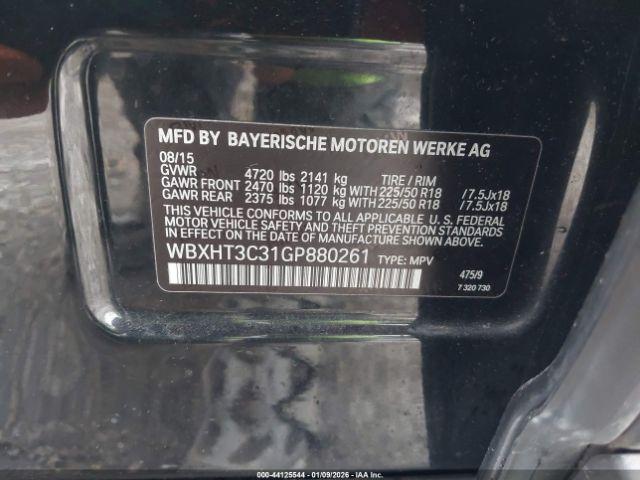 MFD BY BAYERISCHE MOTOREN WERKE AG
08/15
GVWR 4720 lbs 2141 kg TIRE / RIM
GAWR FRONT 2470 lbs 1120 kg WITH 225/50 R18 /7.5Jx18
GAWR REAR 2375 lbs 1077 kg WITH 225/50 R18 /7.5Jx18
THIS VEHICLE CONFORMS TO ALL APPLICABLE U. S. FEDERAL
MOTOR VEHICLE SAFETY AND THEFT PREVENTION
STANDARDS IN EFFECT ON THE DATE OF MANUFACTURE
SHOWN ABOVE.
WBXHT3C31GP880261 TYPE: MPV
475/9
7 320 730
000-44125544 - 01/09/2026 - IAAI.COM